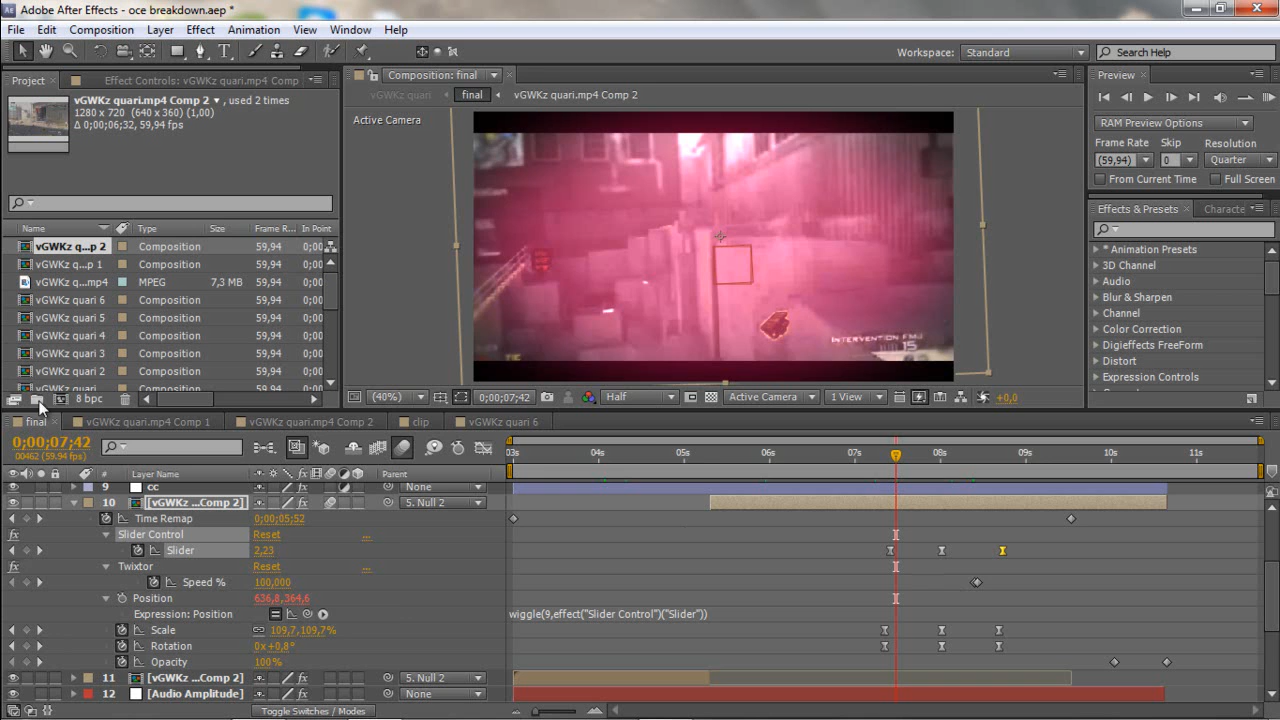 Adobe After Effects - oce breakdown.aep *
File Edit Composition Layer Effect Animation View Window Help
Workspace: Standard Search Help
Project Effect Controls: vGWKz quari.mp4 Comp
vGWKz quari.mp4 Comp 2, used 2 times
1280 x 720 (640 x 360) (1,00)
Δ 0;00;06;32, 59,94 fps
Name Type Size Frame R... In Point
vGWKz q...p 2 Composition 59,94 0;00
vGWKz q...p 1 Composition 59,94 0;00
vGWKz q...mp4 MPEG 7,3 MB 59,94 0;00
vGWKz quari 6 Composition 59,94 0;00
vGWKz quari 5 Composition 59,94 0;00
vGWKz quari 4 Composition 59,94 0;00
vGWKz quari 3 Composition 59,94 0;00
vGWKz quari 2 Composition 59,94 0;00
vGWKz quari Composition 59,94 0;00
8 bpc
Composition: final
vGWKz quari final vGWKz quari.mp4 Comp 2
Active Camera
INTERVENTION FMJ
15
(40%) 0;00;07;42 Half Active Camera 1 View +0,0
Preview
RAM Preview Options
Frame Rate Skip Resolution
(59,94) 0 Quarter
From Current Time Full Screen
Effects & Presets Characte
* Animation Presets
3D Channel
Audio
Blur & Sharpen
Channel
Color Correction
Digieffects FreeForm
Distort
Expression Controls
final vGWKz quari.mp4 Comp 1 vGWKz quari.mp4 Comp 2 clip vGWKz quari 6
0;00;07;42
00462 (59.94 fps)
03s 04s 05s 06s 07s 08s 09s 10s 11s
# Layer Name Parent
9 cc None
10 [vGWKz ...Comp 2] 5. Null 2
Time Remap 0;00;05;52
Slider Control Reset ...
Slider 2,23
Twixtor Reset ...
Speed % 100,000
Position 636,8,364,6
Expression: Position wiggle(9,effect("Slider Control")("Slider"))
Scale 109,7,109,7%
Rotation 0x+0,8°
Opacity 100%
11 [vGWKz ...Comp 2] 5. Null 2
12 [Audio Amplitude] None
Toggle Switches / Modes